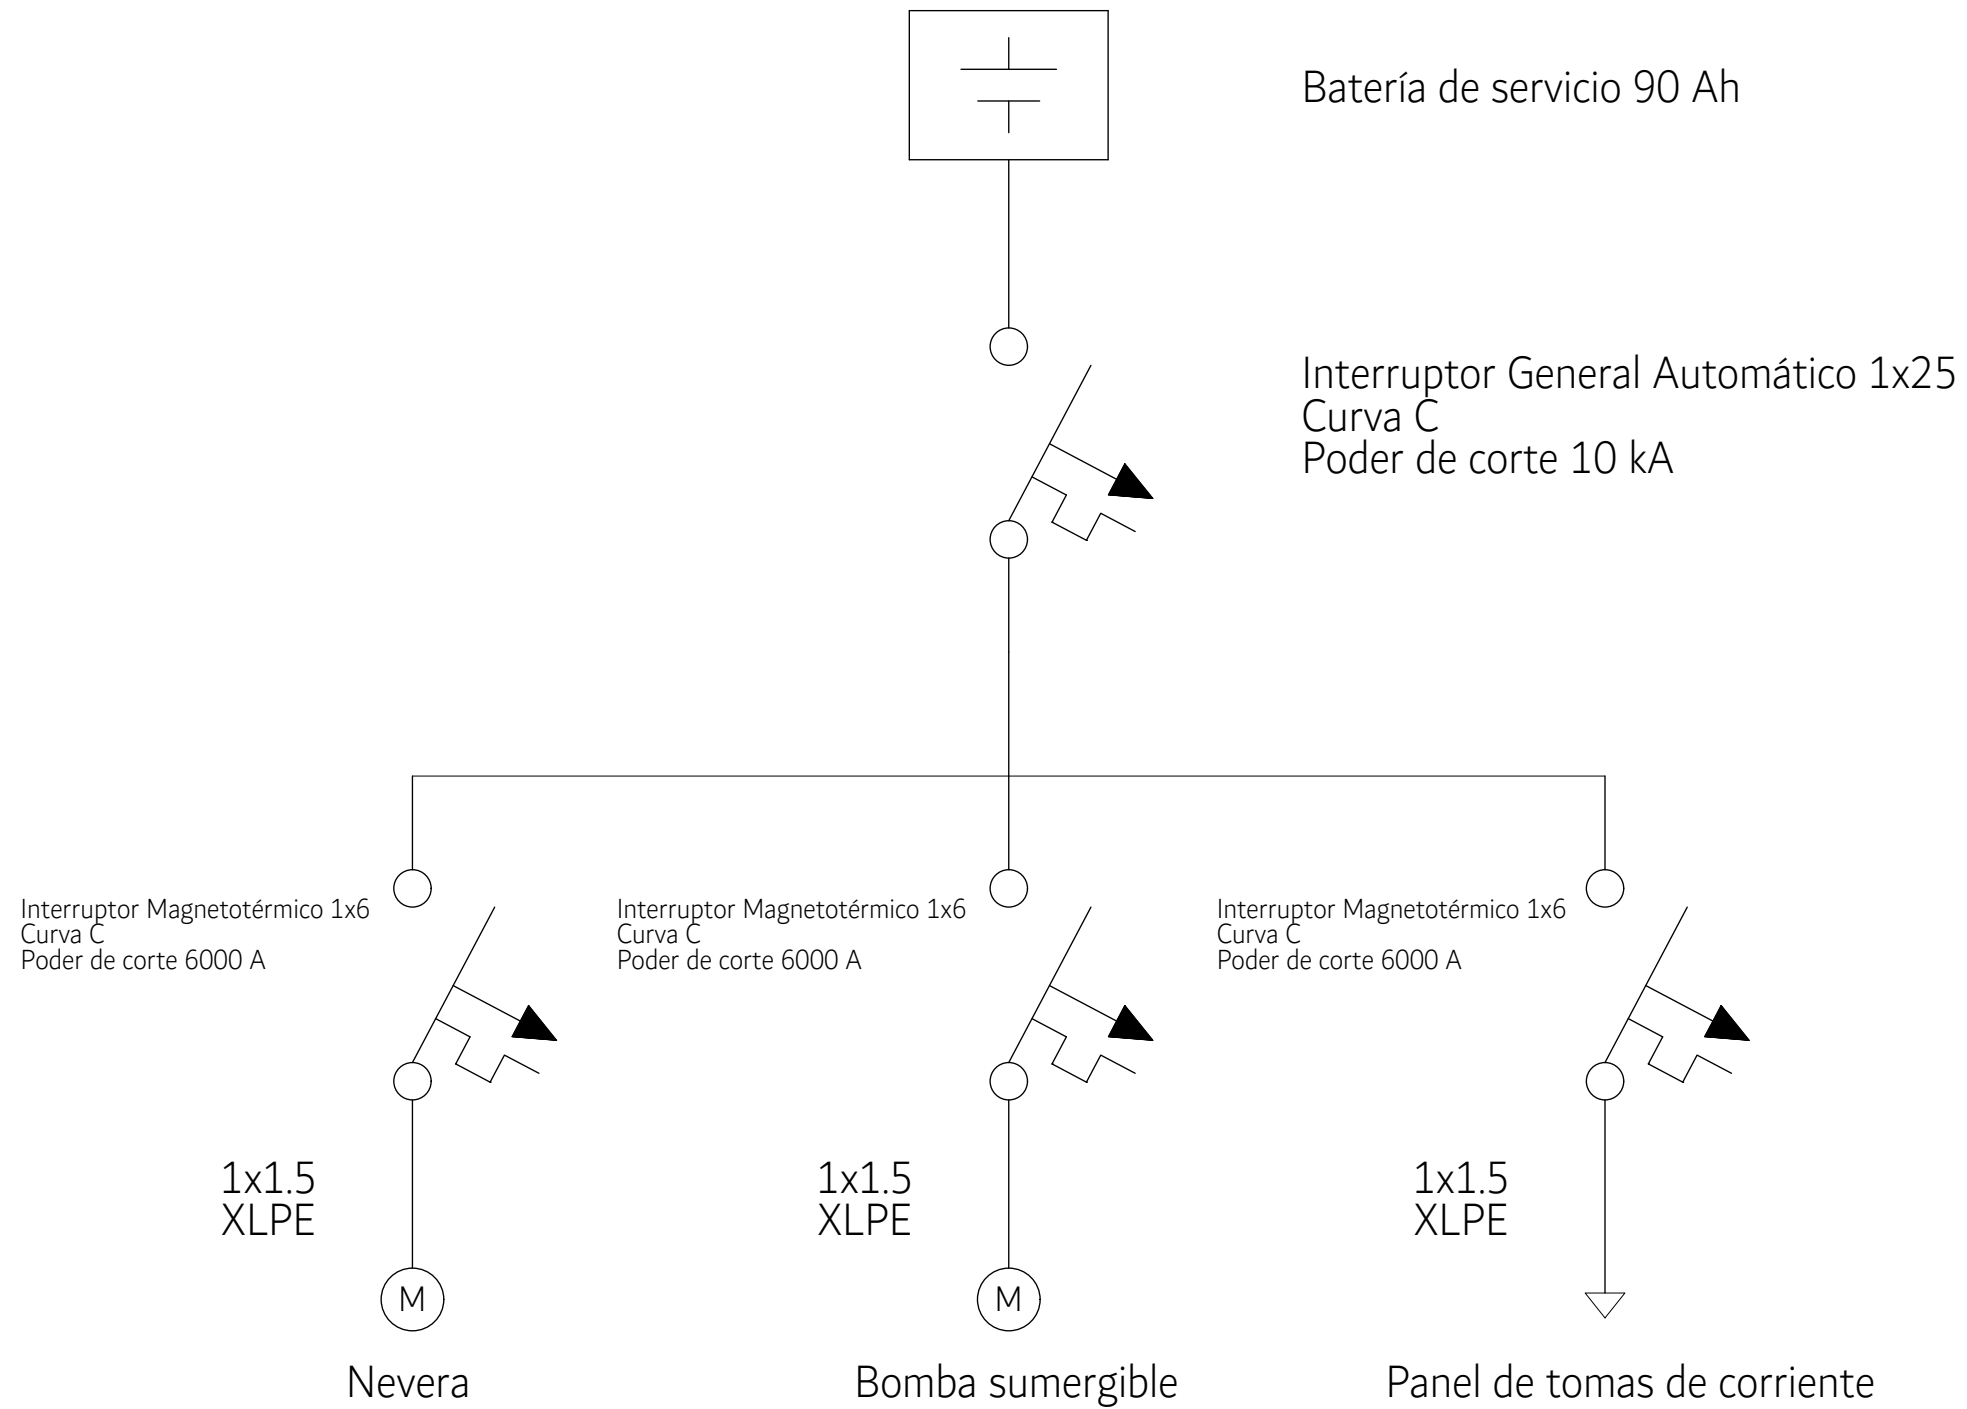 Batería de servicio 90 Ah
Interruptor General Automático 1x25
Curva C
Poder de corte 10 kA
Interruptor Magnetotérmico 1x6
Curva C
Poder de corte 6000 A
Interruptor Magnetotérmico 1x6
Curva C
Poder de corte 6000 A
Interruptor Magnetotérmico 1x6
Curva C
Poder de corte 6000 A
1x1.5
XLPE
1x1.5
XLPE
1x1.5
XLPE
M
M
Nevera
Bomba sumergible
Panel de tomas de corriente